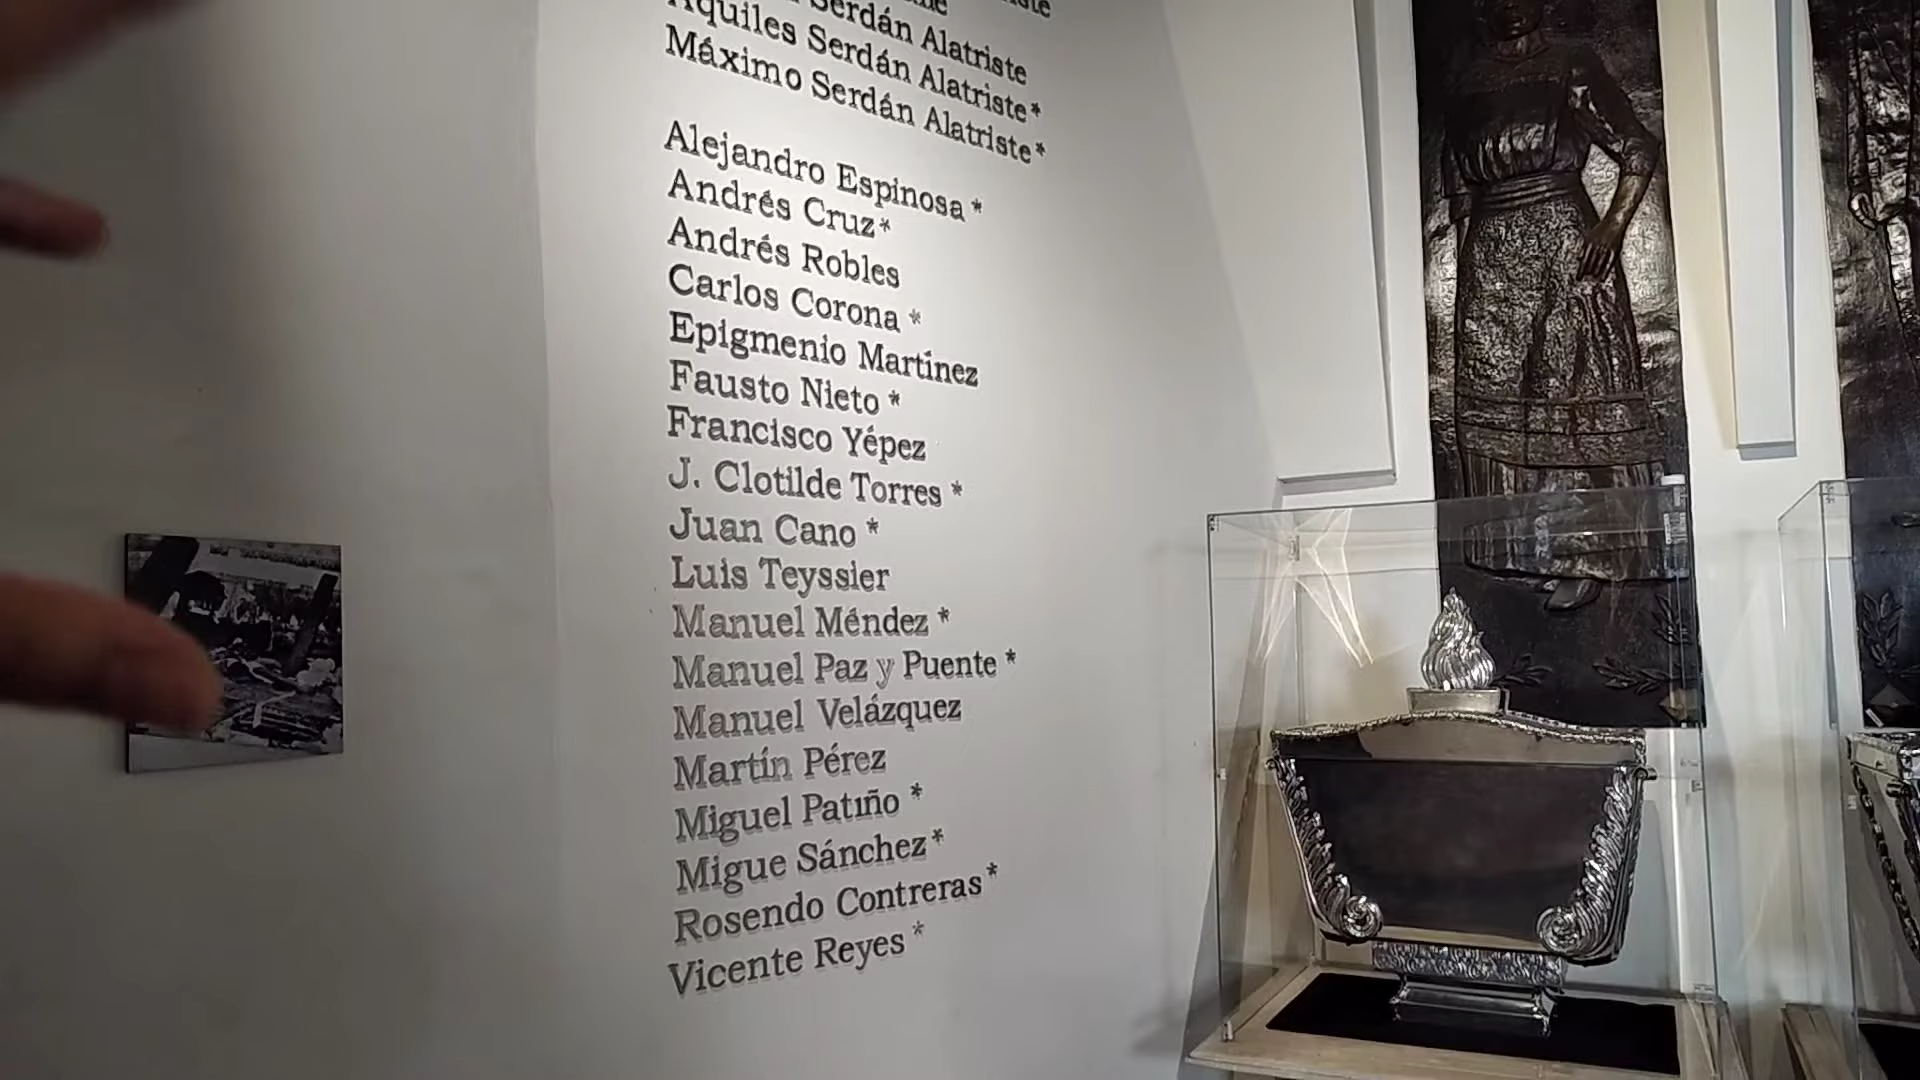 Serdán Alatriste
Aquiles Serdán Alatriste*
Máximo Serdán Alatriste*
Alejandro Espinosa *
Andrés Cruz*
Andrés Robles
Carlos Corona *
Epigmenio Martínez
Fausto Nieto *
Francisco Yépez
J. Clotilde Torres *
Juan Cano *
Luis Teyssier
Manuel Méndez *
Manuel Paz y Puente *
Manuel Velázquez
Martín Pérez
Miguel Patiño *
Migue Sánchez*
Rosendo Contreras*
Vicente Reyes *